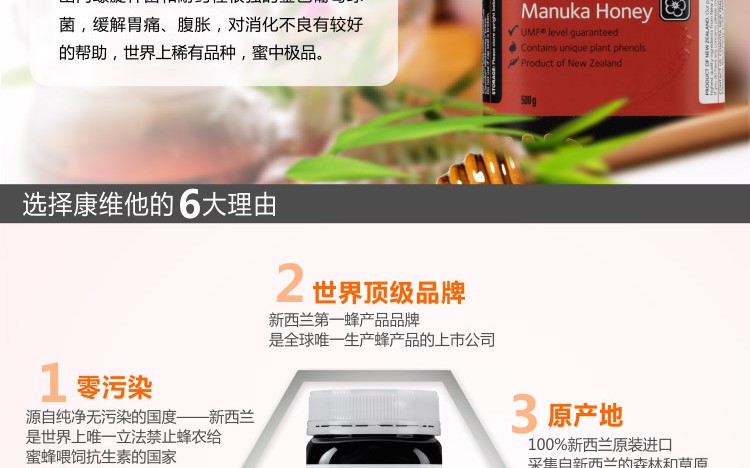 菌，缓解胃痛、腹胀，对消化不良有较好
的帮助，世界上稀有品种，蜜中极品。
Manuka Honey
UMF® level guaranteed
Contains unique plant phenols
Product of New Zealand
500g
选择康维他的6大理由
2 世界顶级品牌
新西兰第一蜂产品品牌
是全球唯一生产蜂产品的上市公司
1 零污染
源自纯净无污染的国度——新西兰
是世界上唯一立法禁止蜂农给
蜜蜂喂饲抗生素的国家
3 原产地
100%新西兰原装进口
采集自新西兰的森林和草原